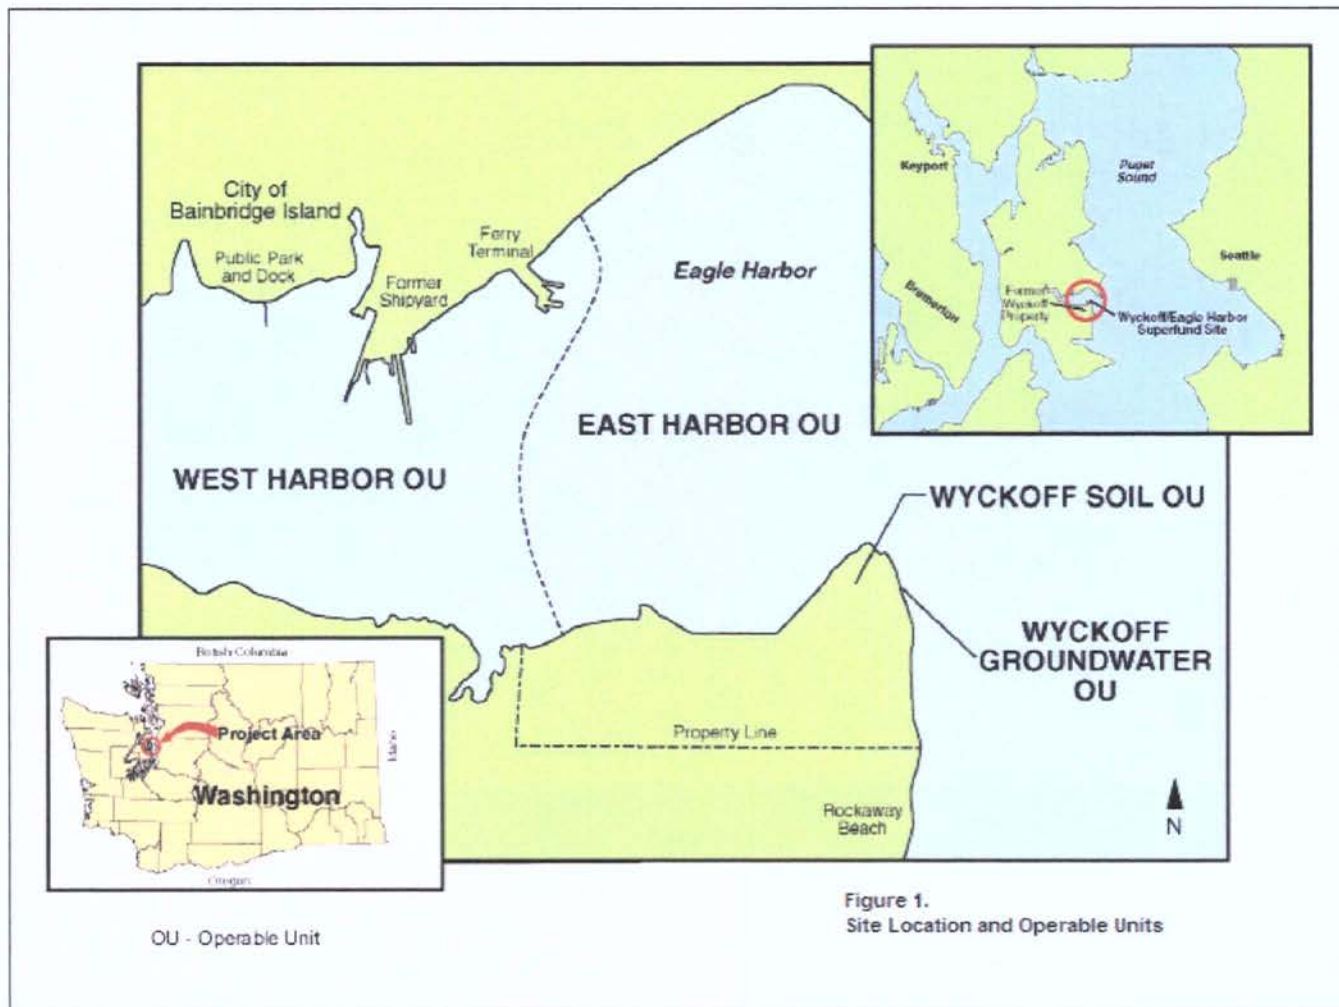 City of
Bainbridge Island
Public Park
and Dock
Former
Shipyard
Ferry
Terminal
Eagle Harbor
WEST HARBOR OU
EAST HARBOR OU
WYCKOFF SOIL OU
WYCKOFF
GROUNDWATER
OU
Property Line
Rockaway
Beach
N
Keyport
Puget
Sound
Seattle
Bremerton
Former
Wyckoff
Property
Wyckoff/Eagle Harbor
Superfund Site
British Columbia
Project Area
Idaho
Washington
Oregon
OU - Operable Unit
Figure 1.
Site Location and Operable Units